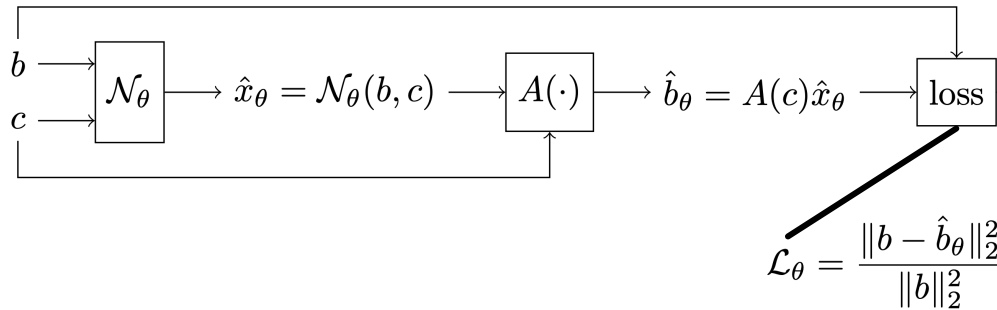 b
c
𝒩_θ
x̂_θ = 𝒩_θ(b, c)
A(·)
b̂_θ = A(c)x̂_θ
loss
ℒ_θ = ‖b − b̂_θ‖₂² / ‖b‖₂²